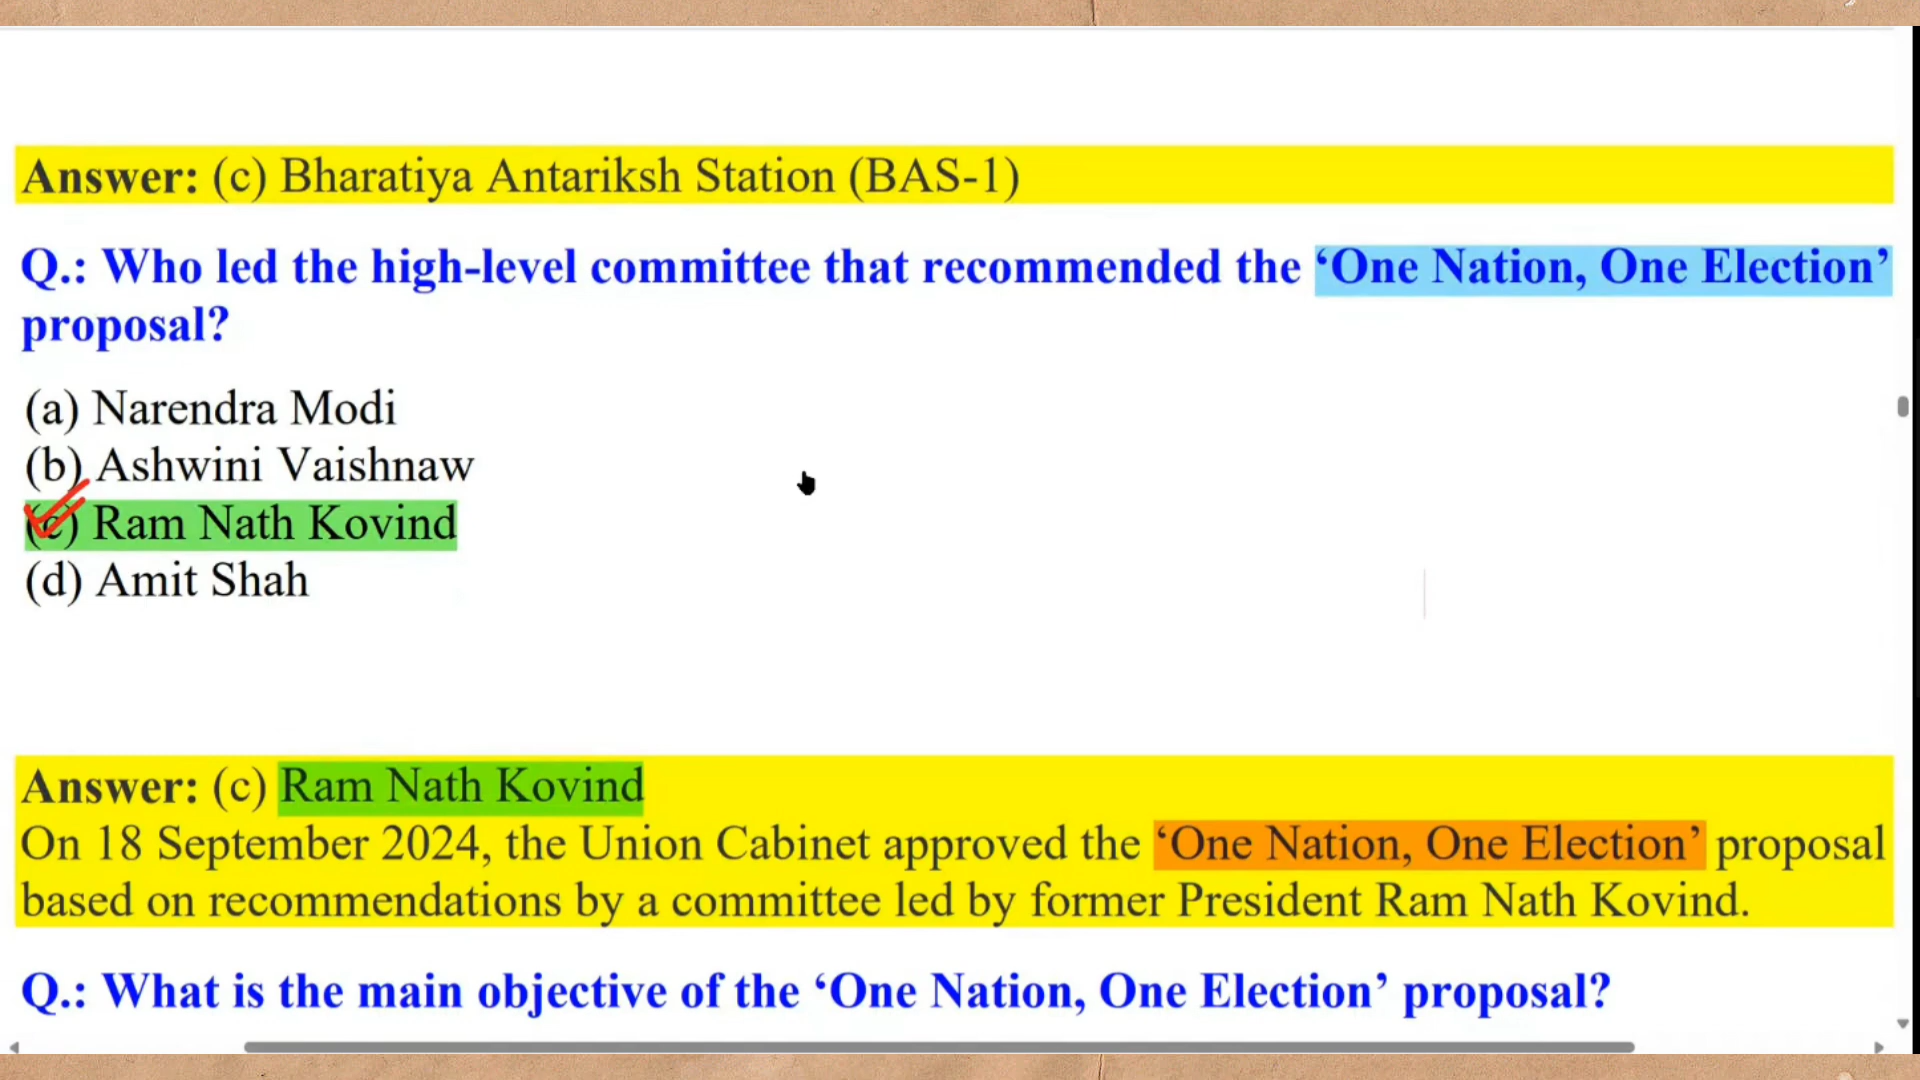 Answer: (c) Bharatiya Antariksh Station (BAS-1)
Q.: Who led the high-level committee that recommended the ‘One Nation, One Election’
proposal?
(a) Narendra Modi
(b) Ashwini Vaishnaw
(c) Ram Nath Kovind
(d) Amit Shah
Answer: (c) Ram Nath Kovind
On 18 September 2024, the Union Cabinet approved the ‘One Nation, One Election’ proposal
based on recommendations by a committee led by former President Ram Nath Kovind.
Q.: What is the main objective of the ‘One Nation, One Election’ proposal?